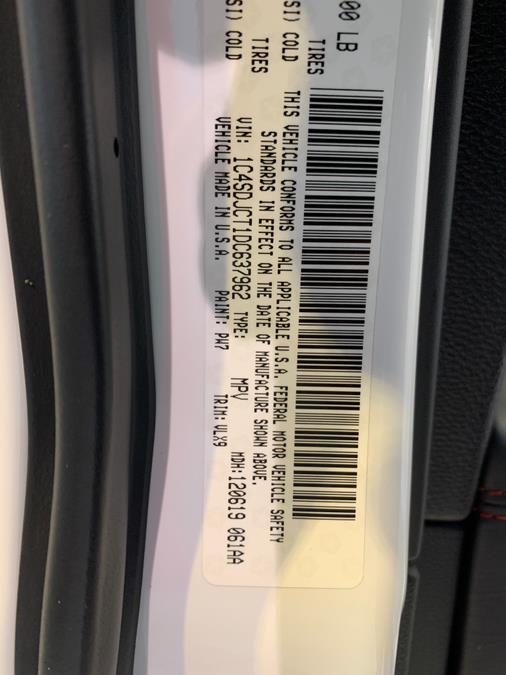 00 LB
TIRES
SI) COLD
TIRES
SI) COLD
THIS VEHICLE CONFORMS TO ALL APPLICABLE U.S.A. FEDERAL MOTOR VEHICLE SAFETY
STANDARDS IN EFFECT ON THE DATE OF MANUFACTURE SHOWN ABOVE.
VIN: 1C4SDJCT1DC637962 TYPE: MPV MDH:120619 061AA
VEHICLE MADE IN U.S.A. PAINT: PW7 TRIM: VLX9